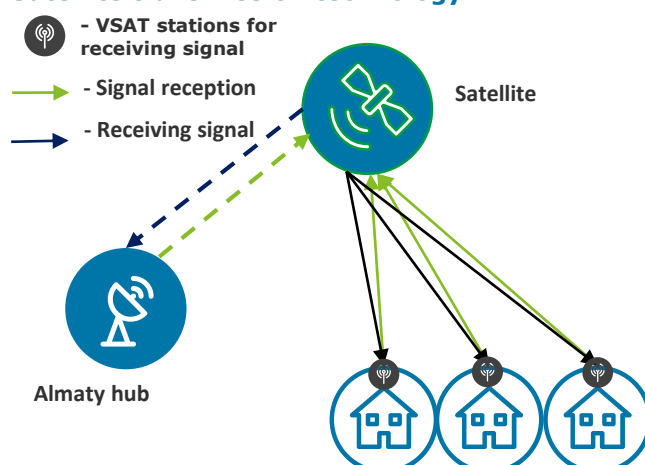 - VSAT stations for
receiving signal
- Signal reception
- Receiving signal
Satellite
Almaty hub